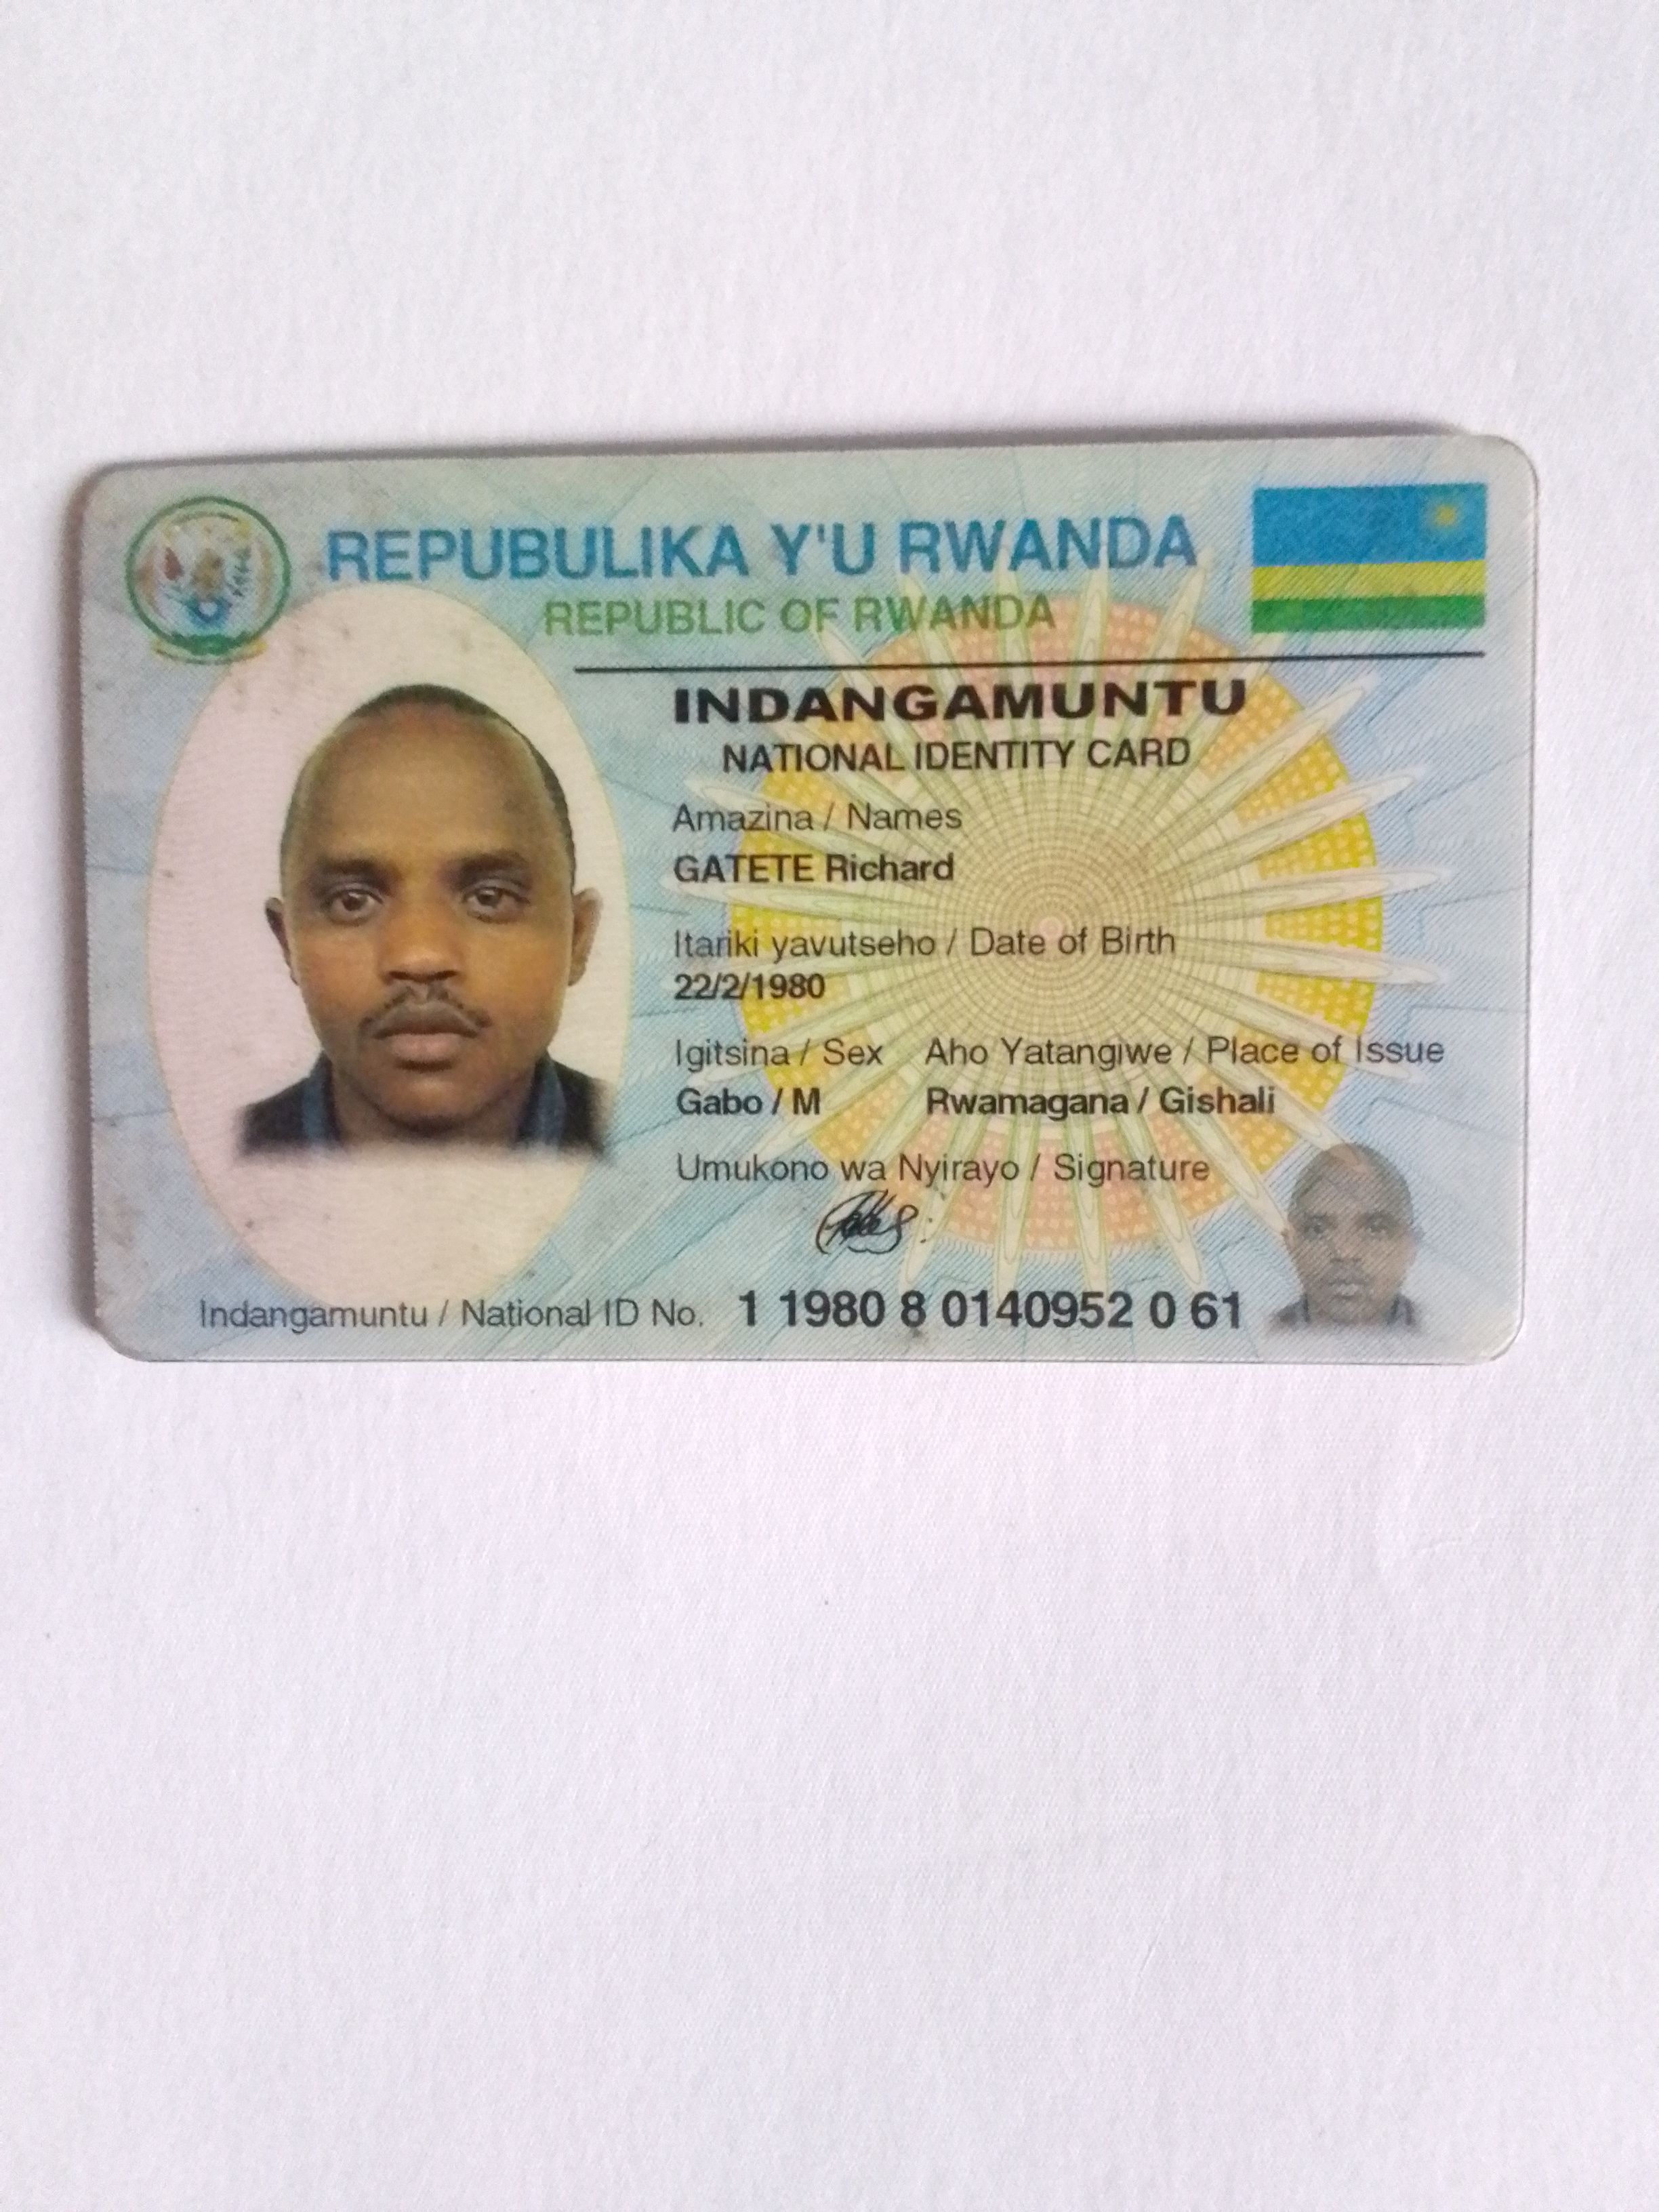 REPUBULIKA Y'U RWANDA
REPUBLIC OF RWANDA
INDANGAMUNTU
NATIONAL IDENTITY CARD
Amazina / Names
GATETE Richard
Itariki yavutseho / Date of Birth
22/2/1980
Igitsina / Sex Aho Yatangiwe / Place of Issue
Gabo / M Rwamagana / Gishali
Umukono wa Nyirayo / Signature
Indangamuntu / National ID No. 1 1980 8 0140952 0 61